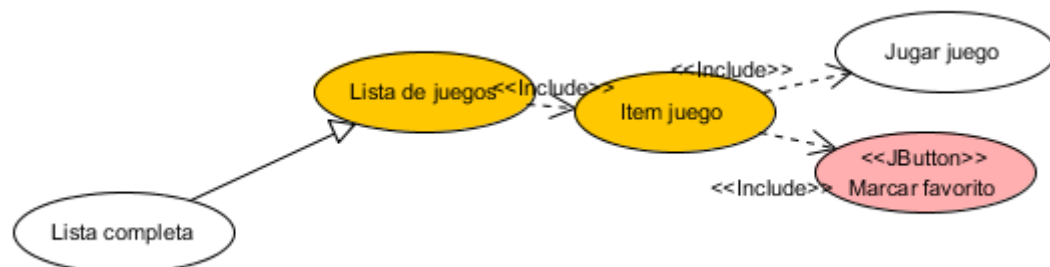 Jugar juego
<<Include>>
Lista de juegos
<<Include>>
Item juego
<<JButton>>
Marcar favorito
<<Include>>
Lista completa